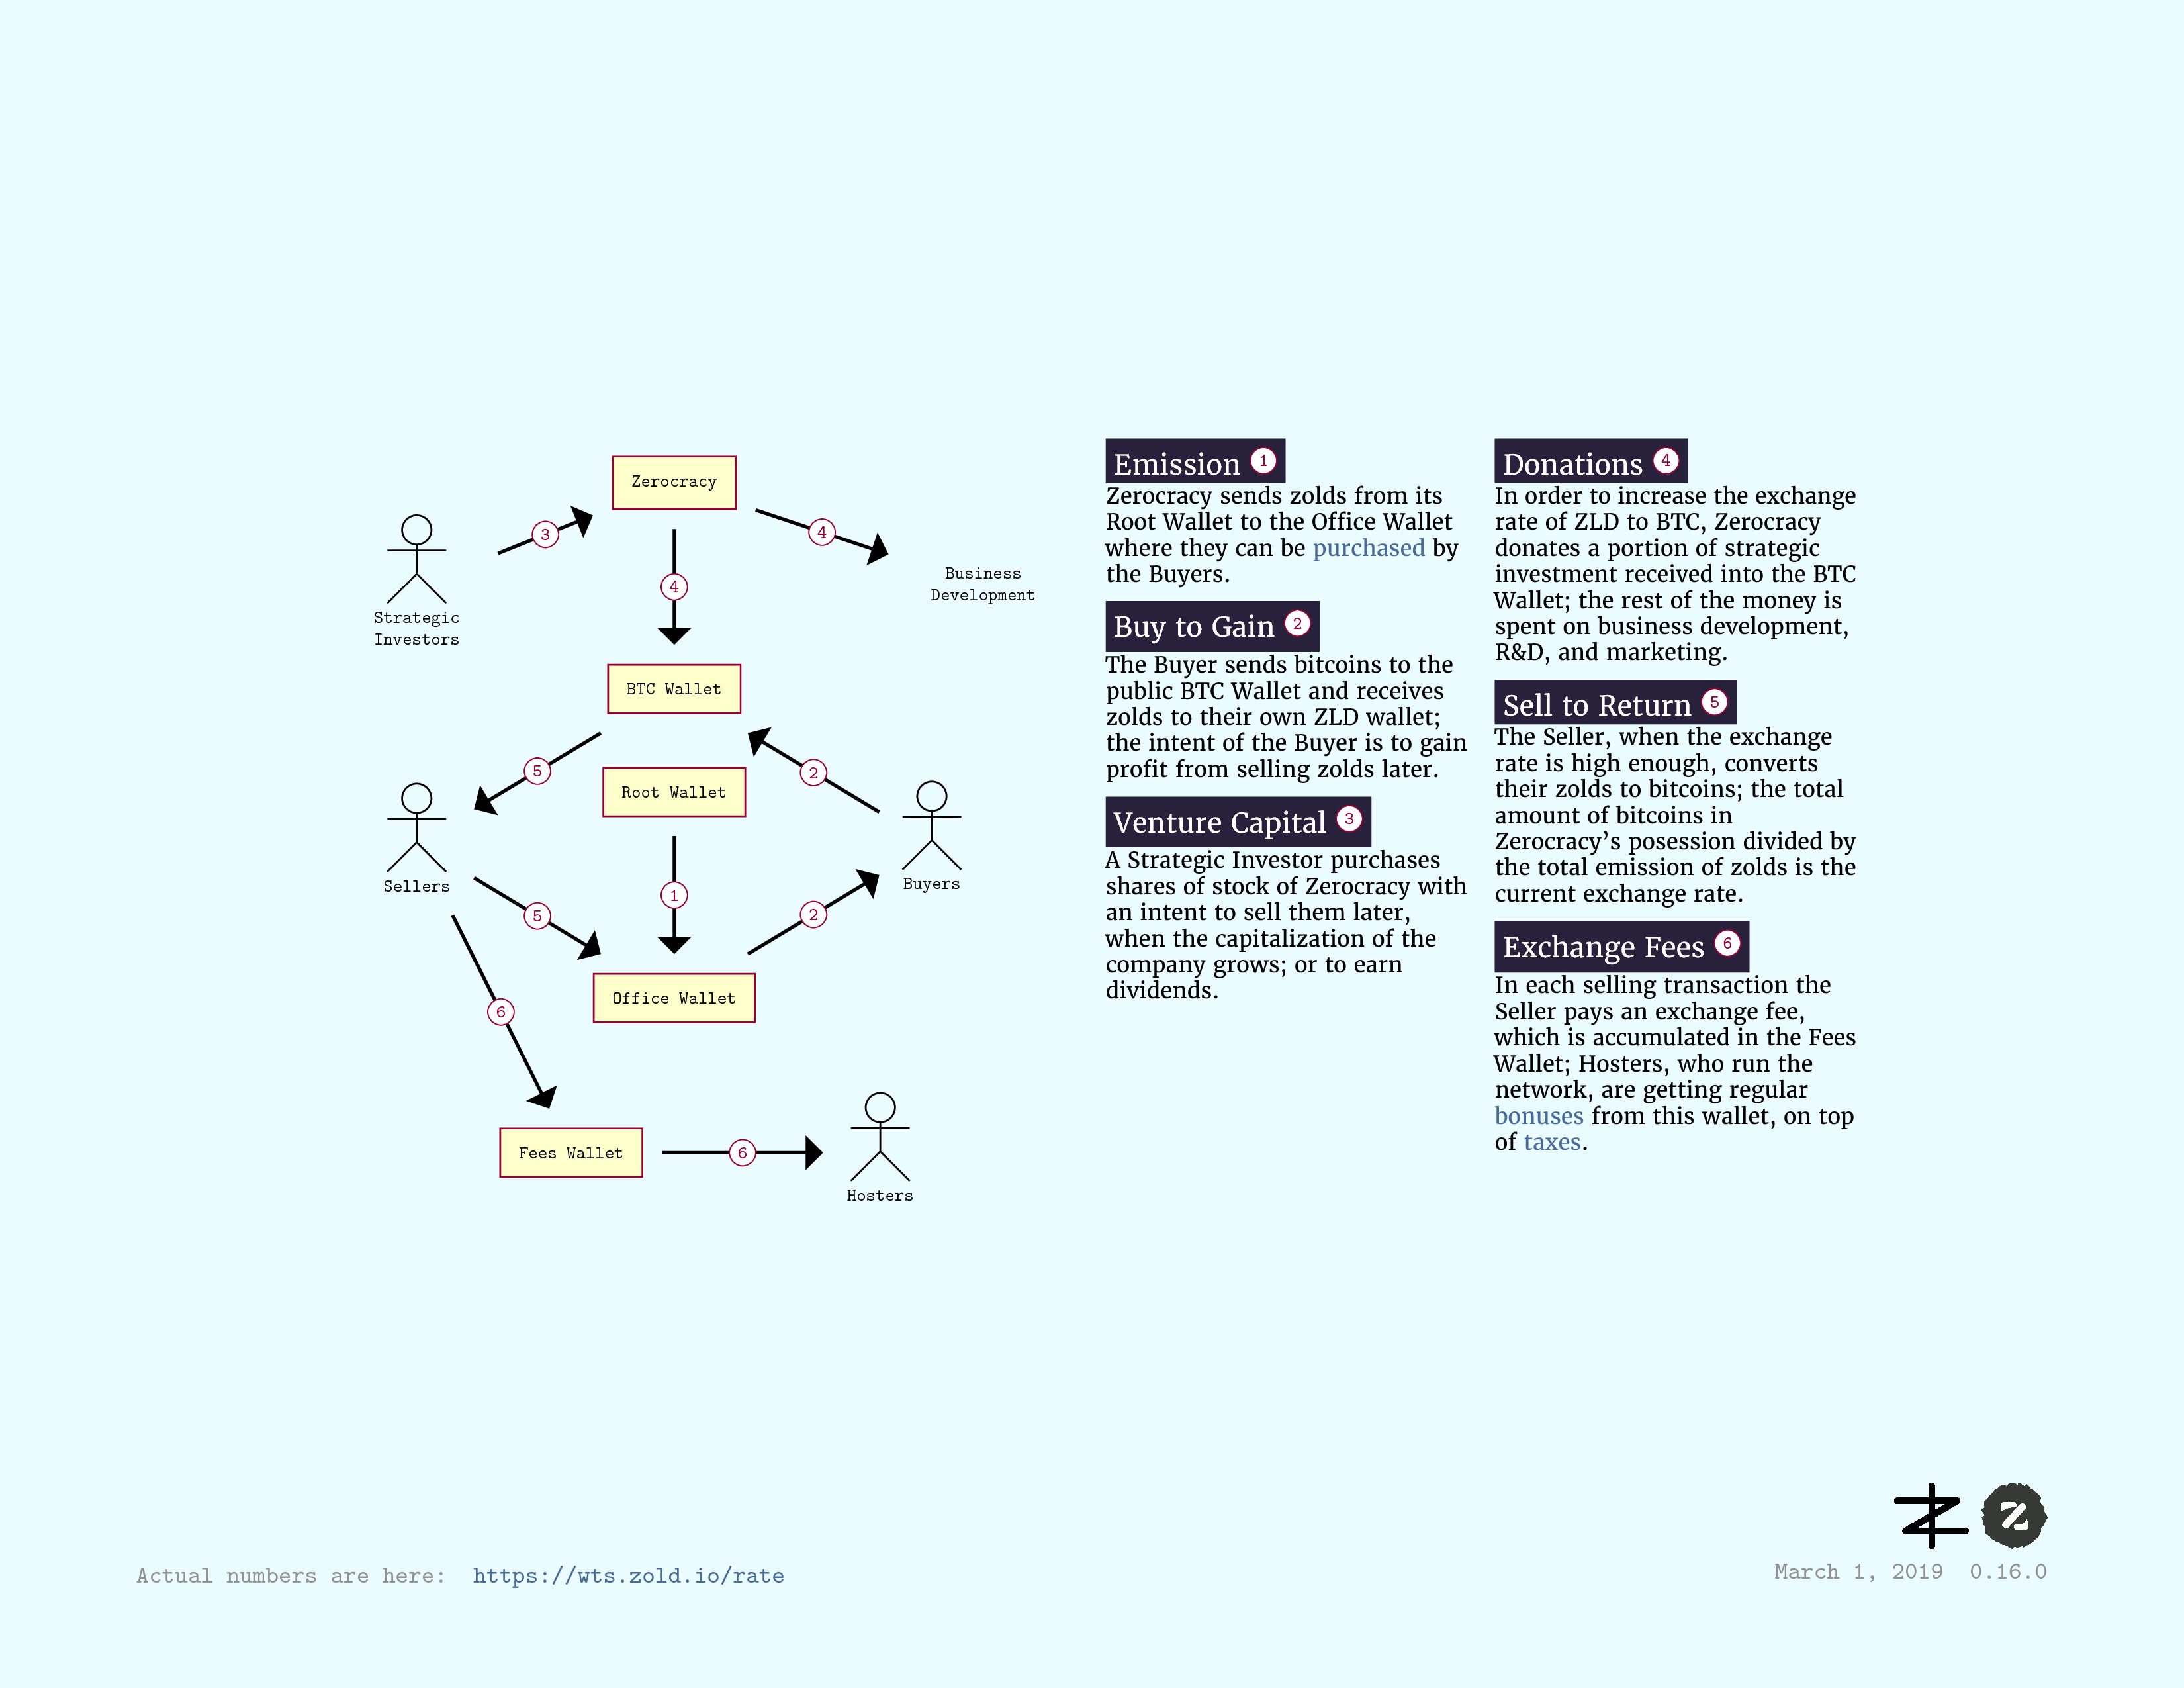 Zerocracy
3
4
4
Business
Development
Strategic
Investors
BTC Wallet
5
2
Root Wallet
Sellers
Buyers
1
5
2
6
Office Wallet
Fees Wallet
6
Hosters
Emission 1
Zerocracy sends zolds from its
Root Wallet to the Office Wallet
where they can be purchased by
the Buyers.
Buy to Gain 2
The Buyer sends bitcoins to the
public BTC Wallet and receives
zolds to their own ZLD wallet;
the intent of the Buyer is to gain
profit from selling zolds later.
Venture Capital 3
A Strategic Investor purchases
shares of stock of Zerocracy with
an intent to sell them later,
when the capitalization of the
company grows; or to earn
dividends.
Donations 4
In order to increase the exchange
rate of ZLD to BTC, Zerocracy
donates a portion of strategic
investment received into the BTC
Wallet; the rest of the money is
spent on business development,
R&D, and marketing.
Sell to Return 5
The Seller, when the exchange
rate is high enough, converts
their zolds to bitcoins; the total
amount of bitcoins in
Zerocracy’s posession divided by
the total emission of zolds is the
current exchange rate.
Exchange Fees 6
In each selling transaction the
Seller pays an exchange fee,
which is accumulated in the Fees
Wallet; Hosters, who run the
network, are getting regular
bonuses from this wallet, on top
of taxes.
Actual numbers are here: https://wts.zold.io/rate
March 1, 2019 0.16.0